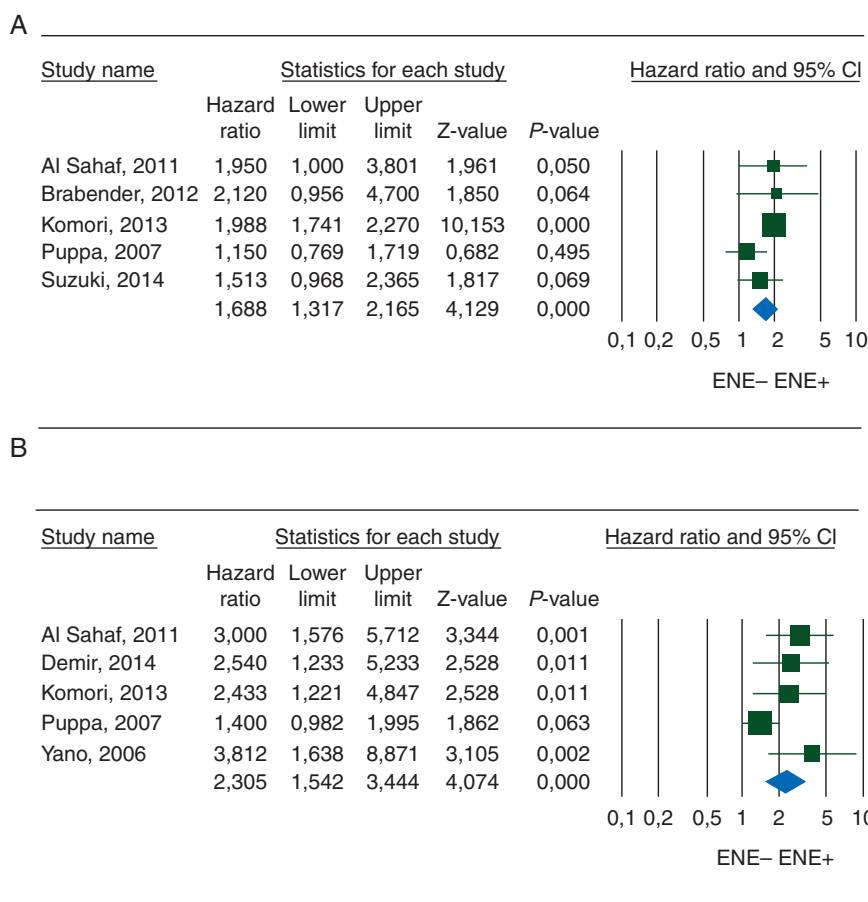 A
Study name Statistics for each study Hazard ratio and 95% CI
Hazard Lower Upper
ratio limit limit Z-value P-value
Al Sahaf, 2011 1,950 1,000 3,801 1,961 0,050
Brabender, 2012 2,120 0,956 4,700 1,850 0,064
Komori, 2013 1,988 1,741 2,270 10,153 0,000
Puppa, 2007 1,150 0,769 1,719 0,682 0,495
Suzuki, 2014 1,513 0,968 2,365 1,817 0,069
1,688 1,317 2,165 4,129 0,000
0,1 0,2 0,5 1 2 5 10
ENE– ENE+
B
Study name Statistics for each study Hazard ratio and 95% CI
Hazard Lower Upper
ratio limit limit Z-value P-value
Al Sahaf, 2011 3,000 1,576 5,712 3,344 0,001
Demir, 2014 2,540 1,233 5,233 2,528 0,011
Komori, 2013 2,433 1,221 4,847 2,528 0,011
Puppa, 2007 1,400 0,982 1,995 1,862 0,063
Yano, 2006 3,812 1,638 8,871 3,105 0,002
2,305 1,542 3,444 4,074 0,000
0,1 0,2 0,5 1 2 5 10
ENE– ENE+